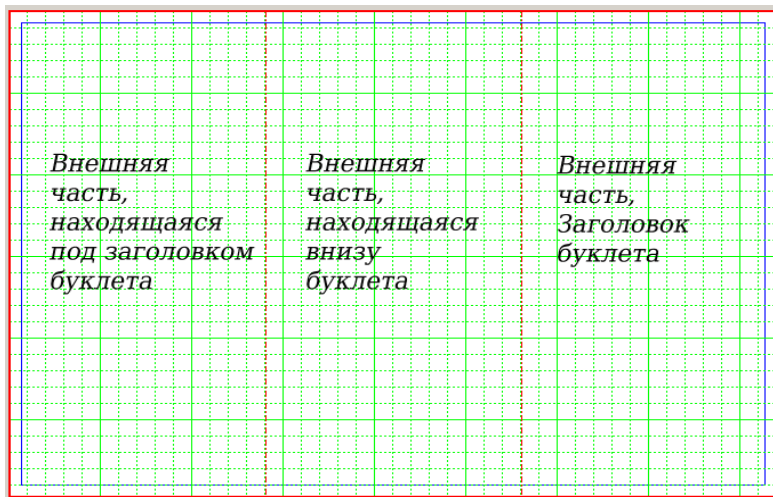 Внешняя
часть,
находящаяся
под заголовком
буклета
Внешняя
часть,
находящаяся
внизу
буклета
Внешняя
часть,
Заголовок
буклета